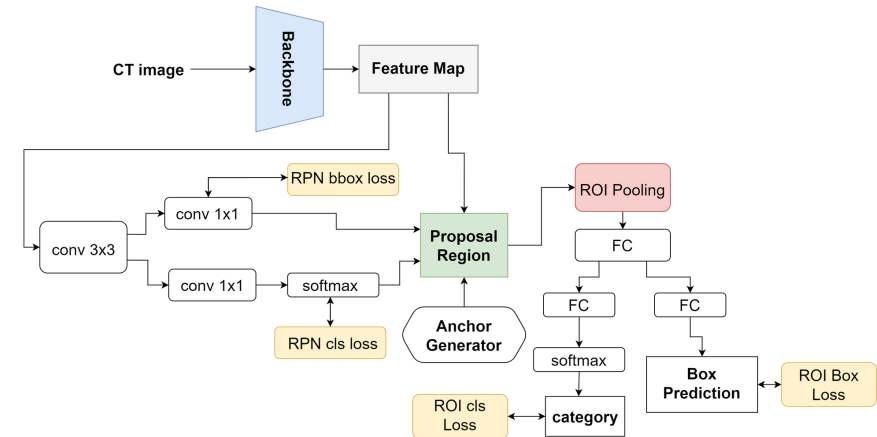 CT image
Backbone
Feature Map
RPN bbox loss
conv 1x1
conv 3x3
conv 1x1
softmax
RPN cls loss
Proposal
Region
Anchor
Generator
ROI Pooling
FC
FC
FC
softmax
category
ROI cls
Loss
Box
Prediction
ROI Box
Loss